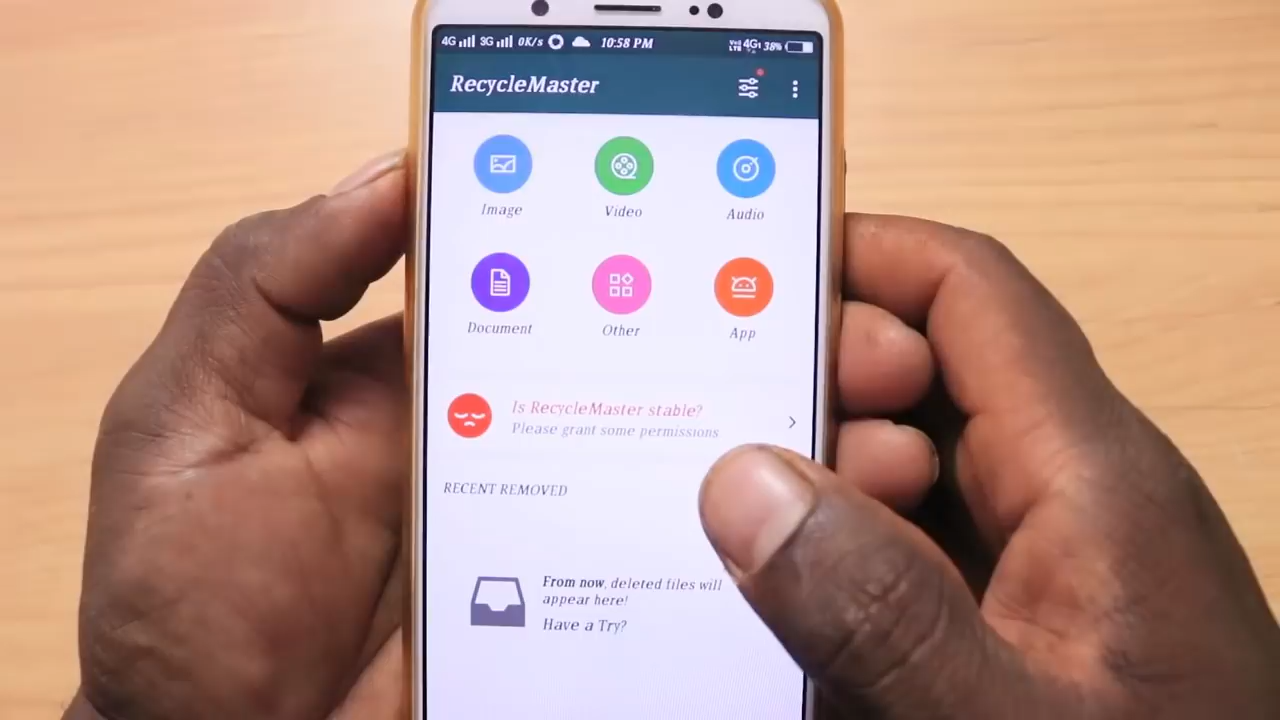 4G 3G 0K/s 10:58 PM VoLTE 4G 38%
RecycleMaster
Image Video Audio
Document Other App
Is RecycleMaster stable?
Please grant some permissions
RECENT REMOVED
From now, deleted files will
appear here!
Have a Try?